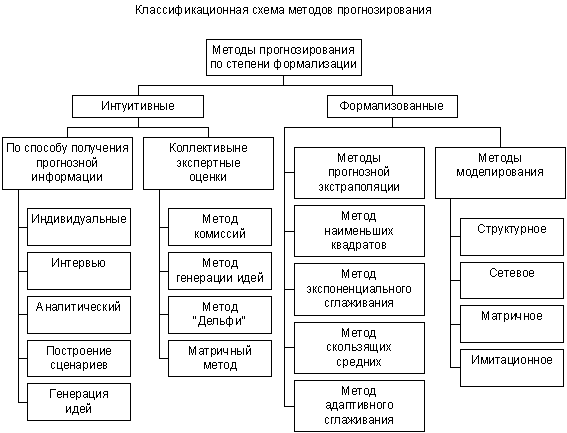 Классификационная схема методов прогнозирования
Методы прогнозирования
по степени формализации
Интуитивные
Формализованные
По способу получения
прогнозной
информации
Коллективыне
экспертные
оценки
Индивидуальные
Интервью
Аналитический
Построение
сценариев
Генерация
идей
Метод
комиссий
Метод
генерации идей
Метод
"Дельфи"
Матричный
метод
Методы
прогнозной
экстраполяции
Метод
наименьших
квадратов
Метод
экспоненциального
сглаживания
Метод
скользящих
средних
Метод
адаптивного
сглаживания
Методы
моделирования
Структурное
Сетевое
Матричное
Имитационное